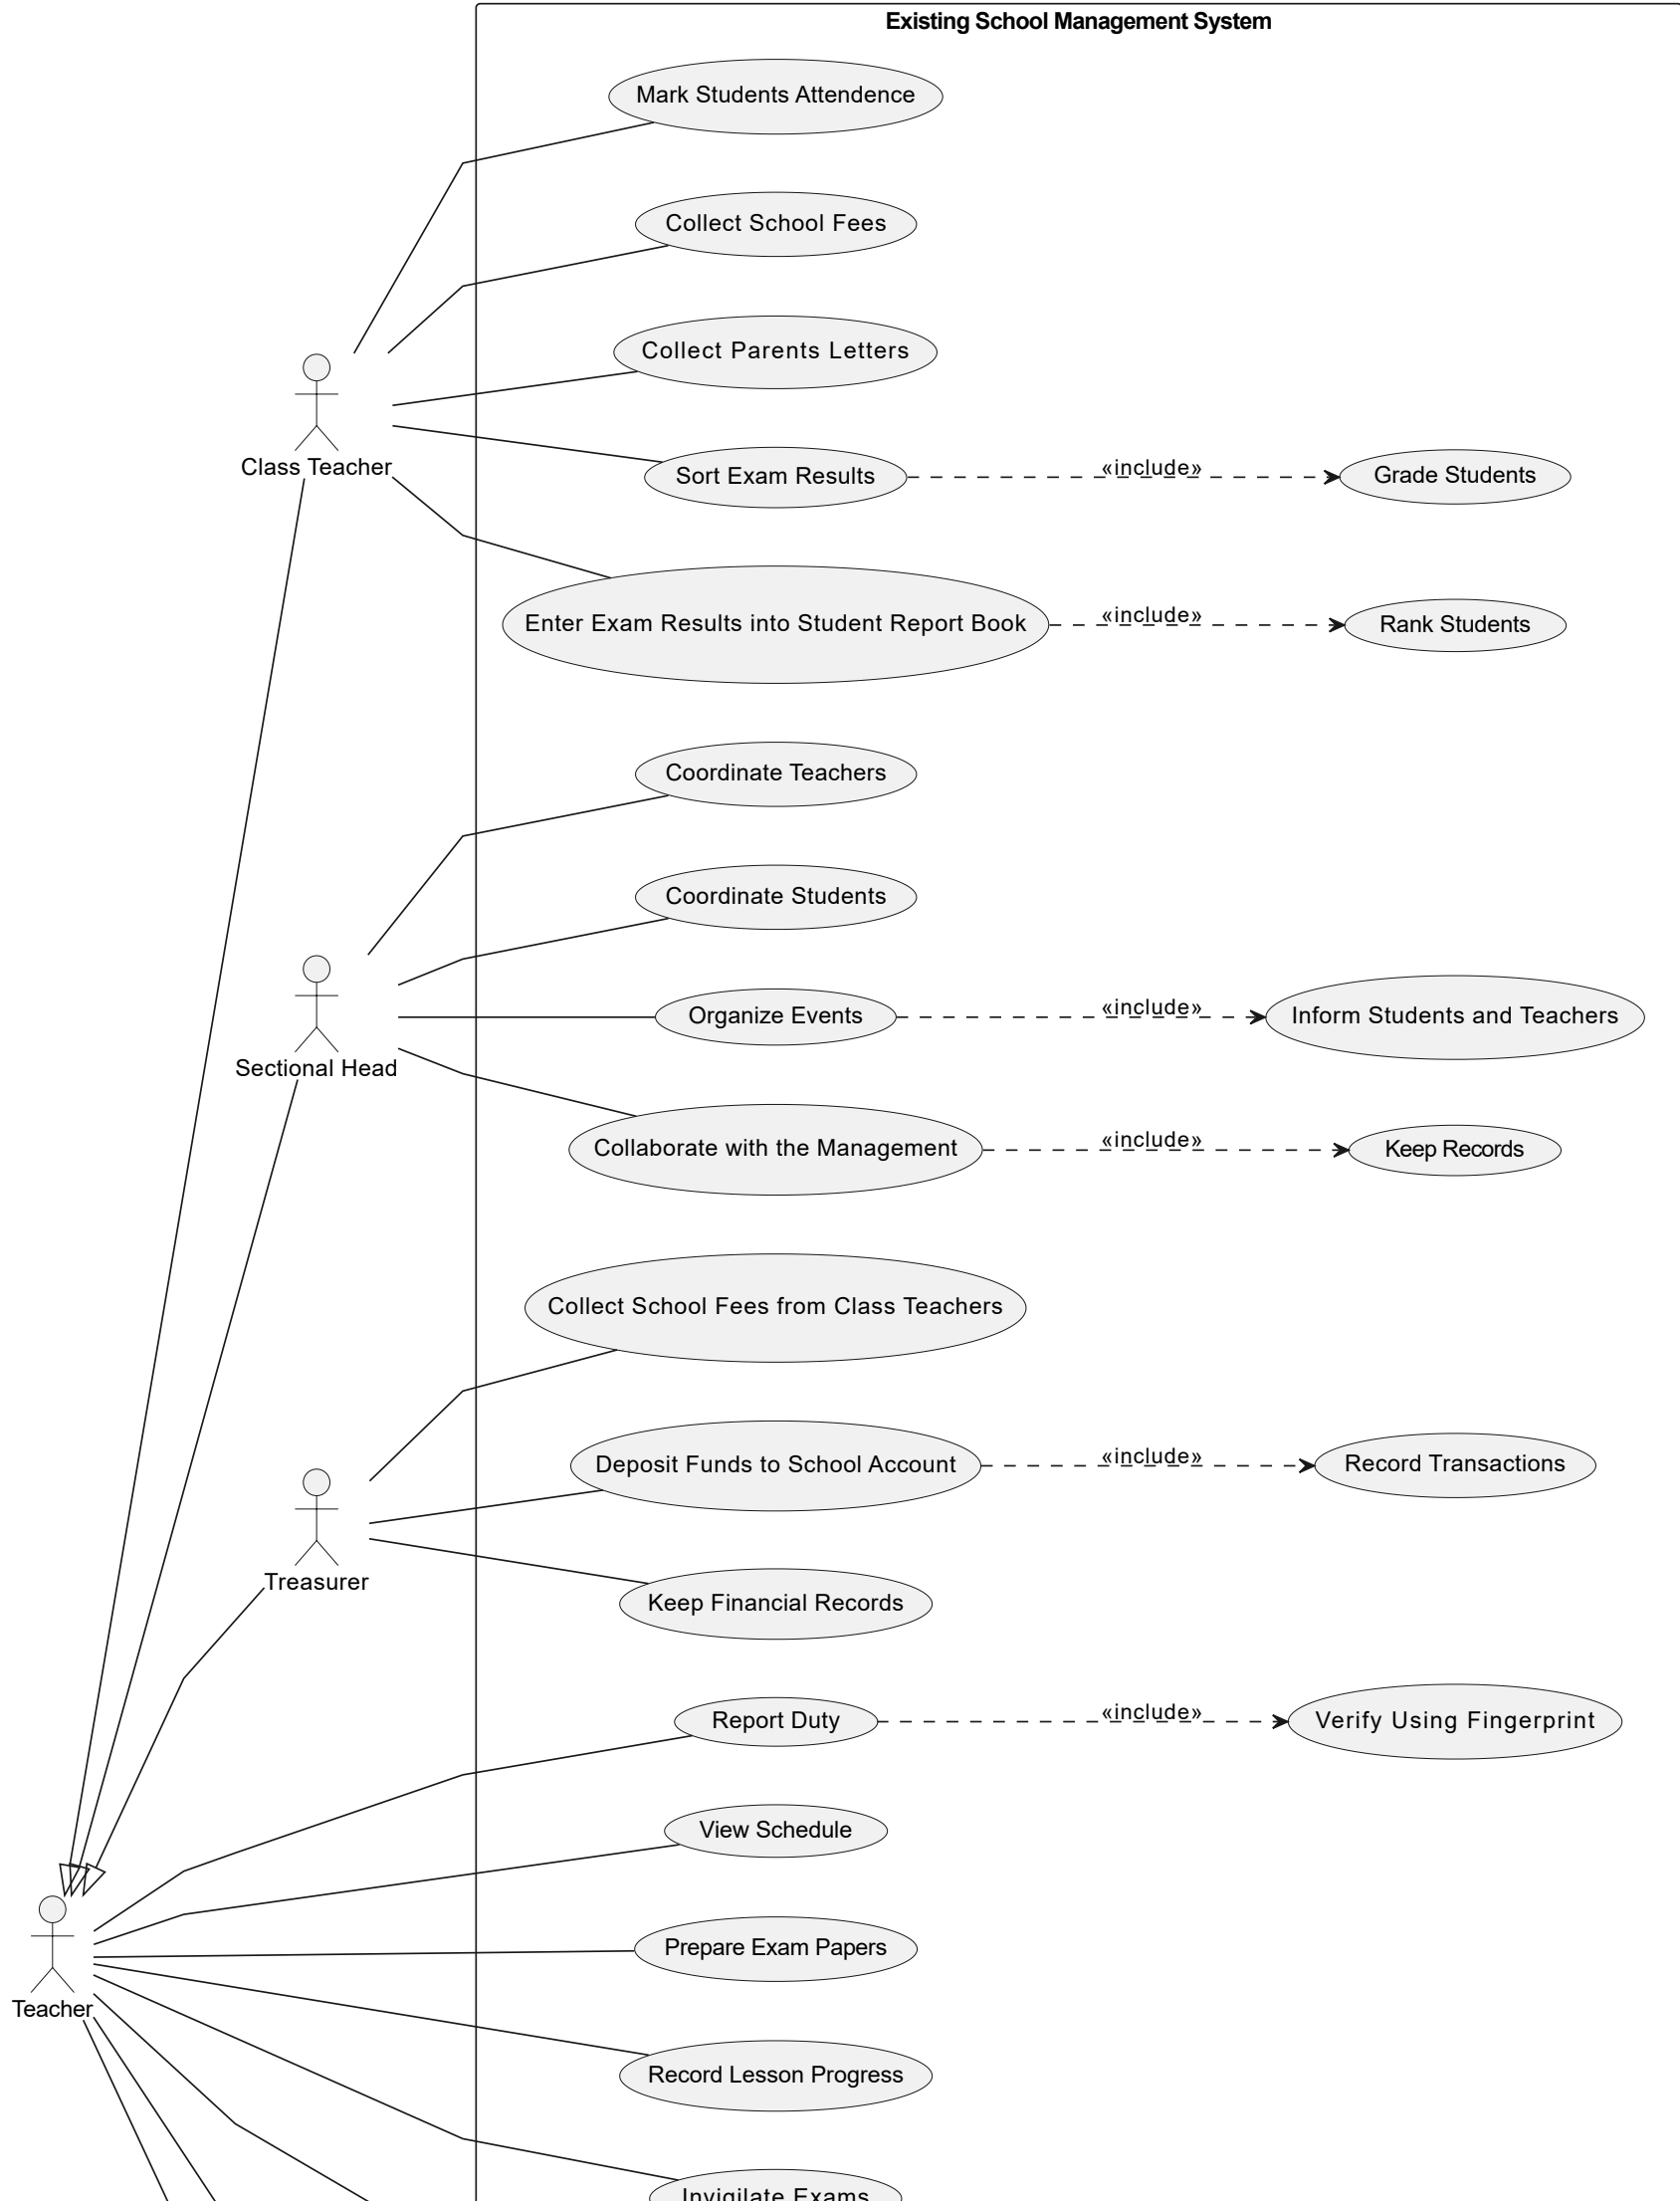 Existing School Management System
Mark Students Attendence
Collect School Fees
Collect Parents Letters
Class Teacher
Sort Exam Results
«include»
Grade Students
Enter Exam Results into Student Report Book
«include»
Rank Students
Coordinate Teachers
Coordinate Students
Sectional Head
Organize Events
«include»
Inform Students and Teachers
Collaborate with the Management
«include»
Keep Records
Collect School Fees from Class Teachers
Deposit Funds to School Account
«include»
Record Transactions
Treasurer
Keep Financial Records
Report Duty
«include»
Verify Using Fingerprint
View Schedule
Prepare Exam Papers
Teacher
Record Lesson Progress
Invigilate Exams